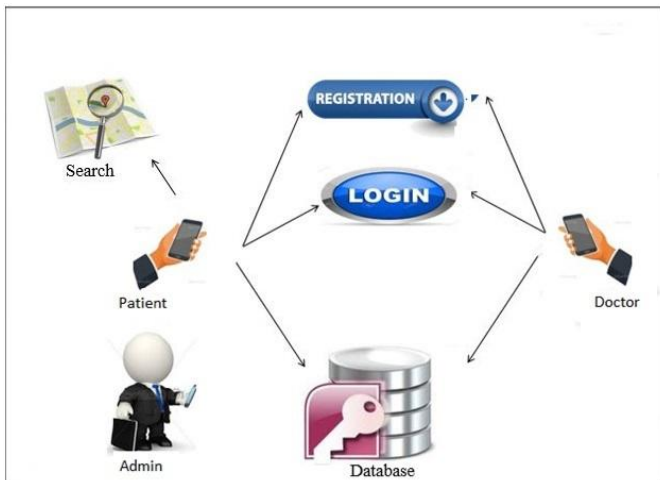 REGISTRATION
Search
LOGIN
Patient
Doctor
Admin
Database